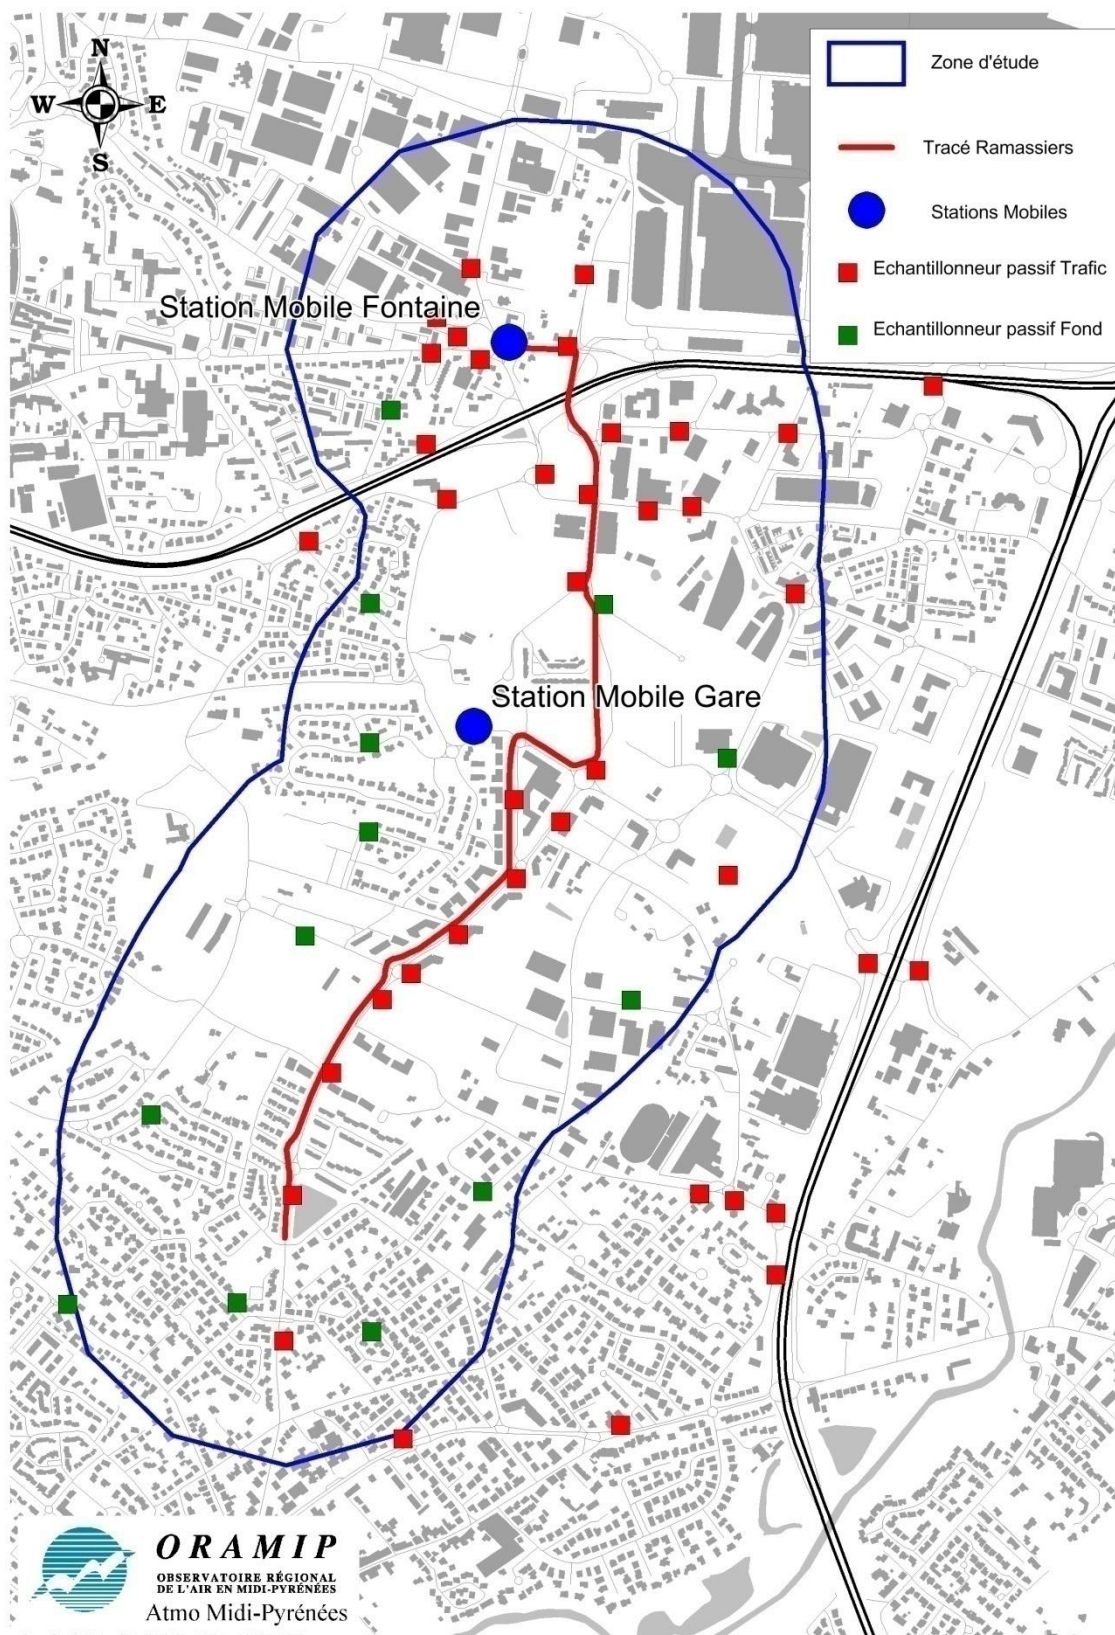 N
W E
S
Zone d'étude
Tracé Ramassiers
Stations Mobiles
Echantillonneur passif Trafic
Echantillonneur passif Fond
Station Mobile Fontaine
Station Mobile Gare
ORAMIP
OBSERVATOIRE RÉGIONAL
DE L'AIR EN MIDI-PYRÉNÉES
Atmo Midi-Pyrénées